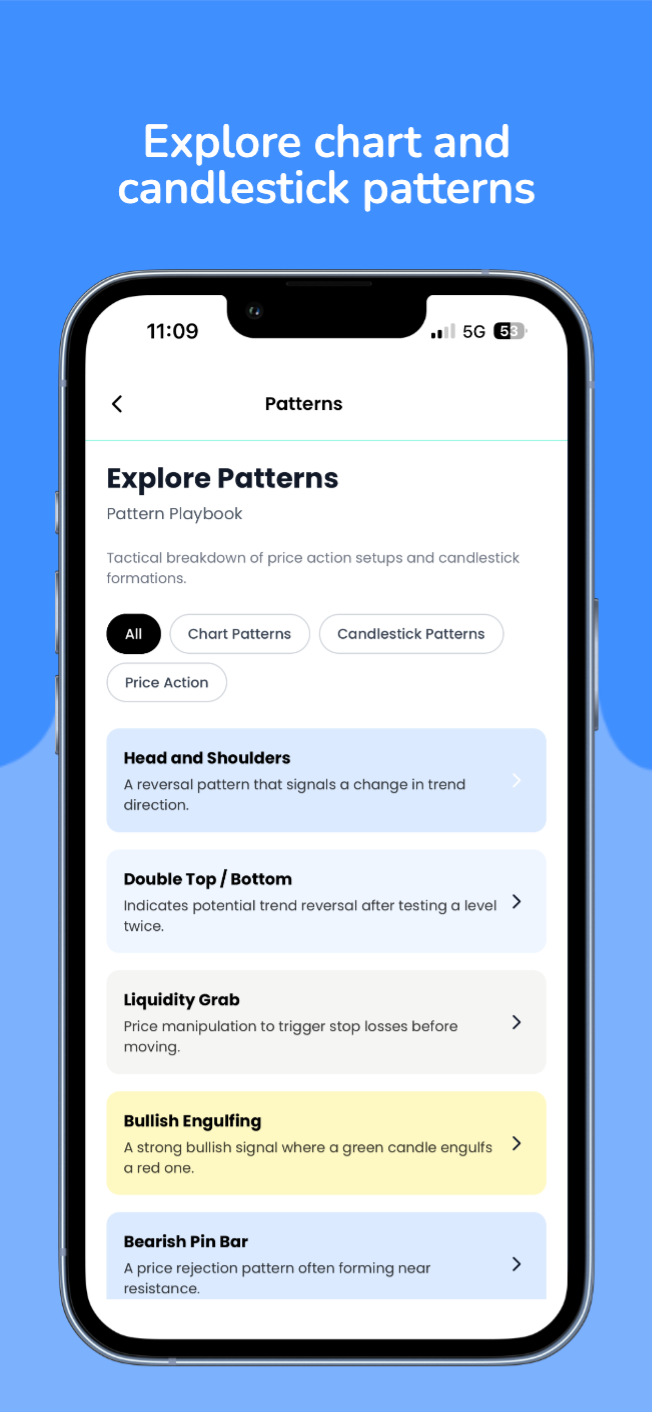 Explore chart and
candlestick patterns
11:09
5G
53
Patterns
Explore Patterns
Pattern Playbook
Tactical breakdown of price action setups and candlestick
formations.
All
Chart Patterns
Candlestick Patterns
Price Action
Head and Shoulders
A reversal pattern that signals a change in trend
direction.
Double Top / Bottom
Indicates potential trend reversal after testing a level
twice.
Liquidity Grab
Price manipulation to trigger stop losses before
moving.
Bullish Engulfing
A strong bullish signal where a green candle engulfs
a red one.
Bearish Pin Bar
A price rejection pattern often forming near
resistance.